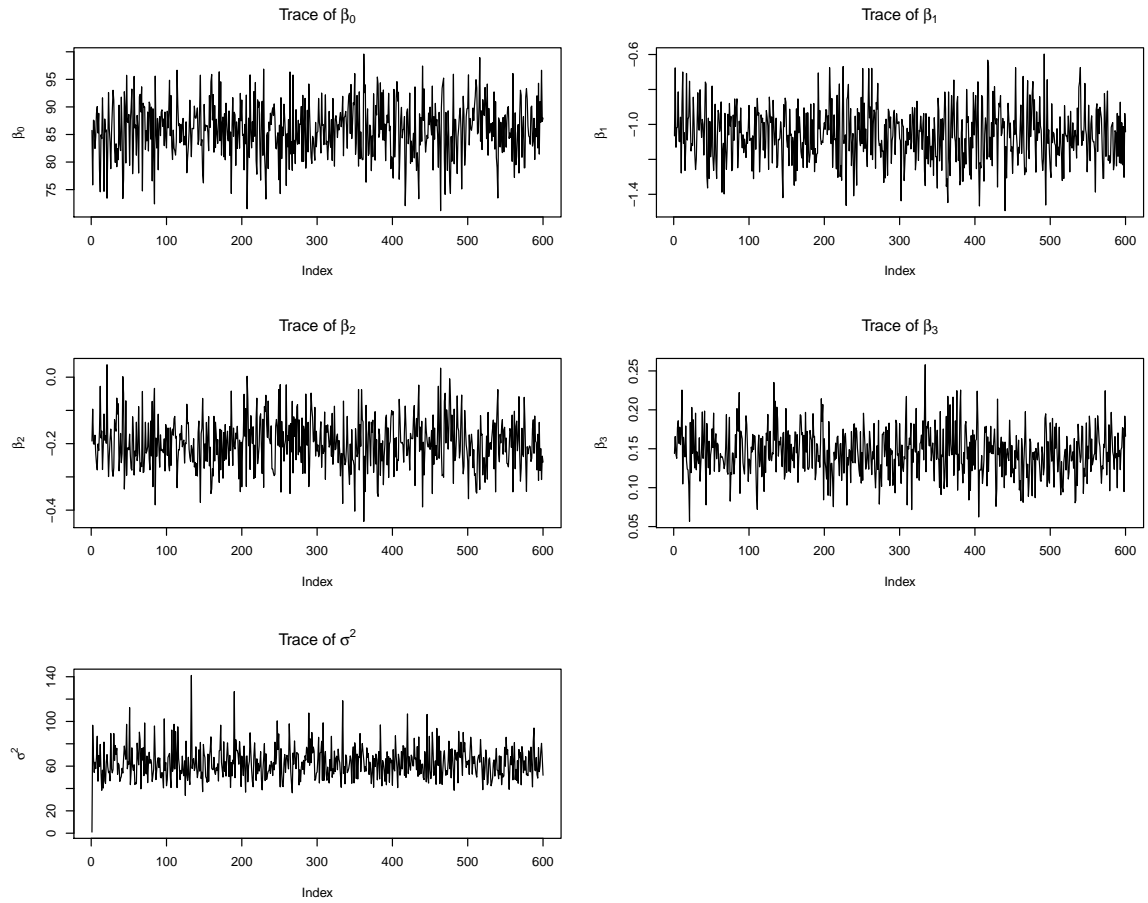 Trace of β0
β0
75 80 85 90 95
0 100 200 300 400 500 600
Index
Trace of β1
β1
−1.4 −1.0 −0.6
0 100 200 300 400 500 600
Index
Trace of β2
β2
−0.4 −0.2 0.0
0 100 200 300 400 500 600
Index
Trace of β3
β3
0.05 0.10 0.15 0.20 0.25
0 100 200 300 400 500 600
Index
Trace of σ2
σ2
0 20 60 100 140
0 100 200 300 400 500 600
Index